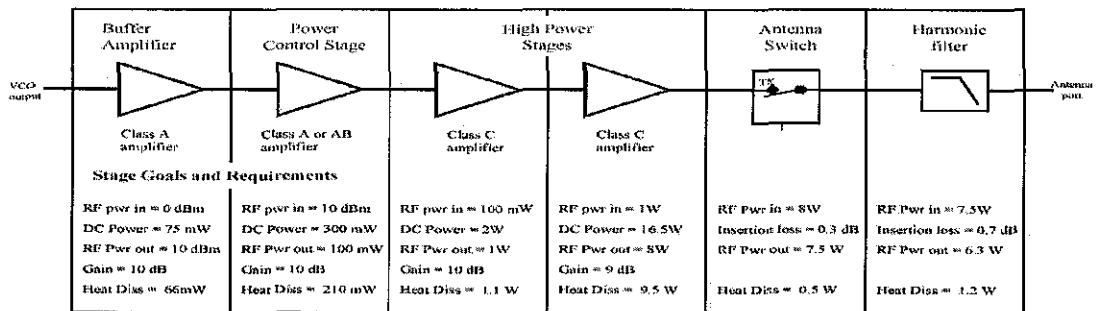 Buffer Amplifier
Power Control Stage
High Power Stages
Antenna Switch
Harmonic filter
VCO output
TX
Antenna port
Class A amplifier
Class A or AB amplifier
Class C amplifier
Class C amplifier
Stage Goals and Requirements
RF pwr in = 0 dBm
DC Power = 75 mW
RF Pwr out = 10 dBm
Gain = 10 dB
Heat Diss = 66mW
RF pwr in = 10 dBm
DC Power = 300 mW
RF Pwr out = 100 mW
Gain = 10 dB
Heat Diss = 210 mW
RF pwr in = 100 mW
DC Power = 2W
RF Pwr out = 1W
Gain = 10 dB
Heat Diss = 1.1 W
RF pwr in = 1W
DC Power = 16.5W
RF Pwr out = 8W
Gain = 9 dB
Heat Diss = 9.5 W
RF Pwr in = 8W
Insertion loss = 0.3 dB
RF Pwr out = 7.5 W
Heat Diss = 0.5 W
RF Pwr in = 7.5W
Insertion loss = 0.7 dB
RF Pwr out = 6.3 W
Heat Diss = 1.2 W